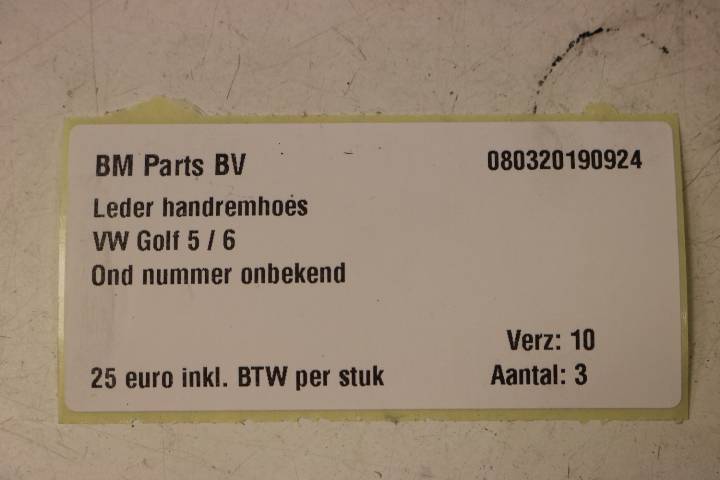 BM Parts BV 080320190924
Leder handremhoes
VW Golf 5 / 6
Ond nummer onbekend
Verz: 10
25 euro inkl. BTW per stuk Aantal: 3